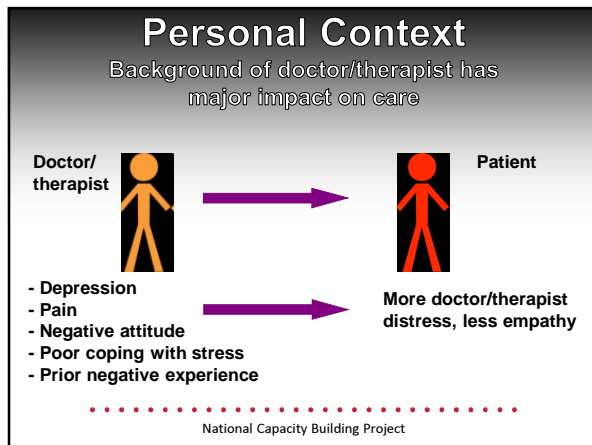 Personal Context
Background of doctor/therapist has
major impact on care
Doctor/
therapist
Patient
- Depression
- Pain
- Negative attitude
- Poor coping with stress
- Prior negative experience
More doctor/therapist
distress, less empathy
National Capacity Building Project